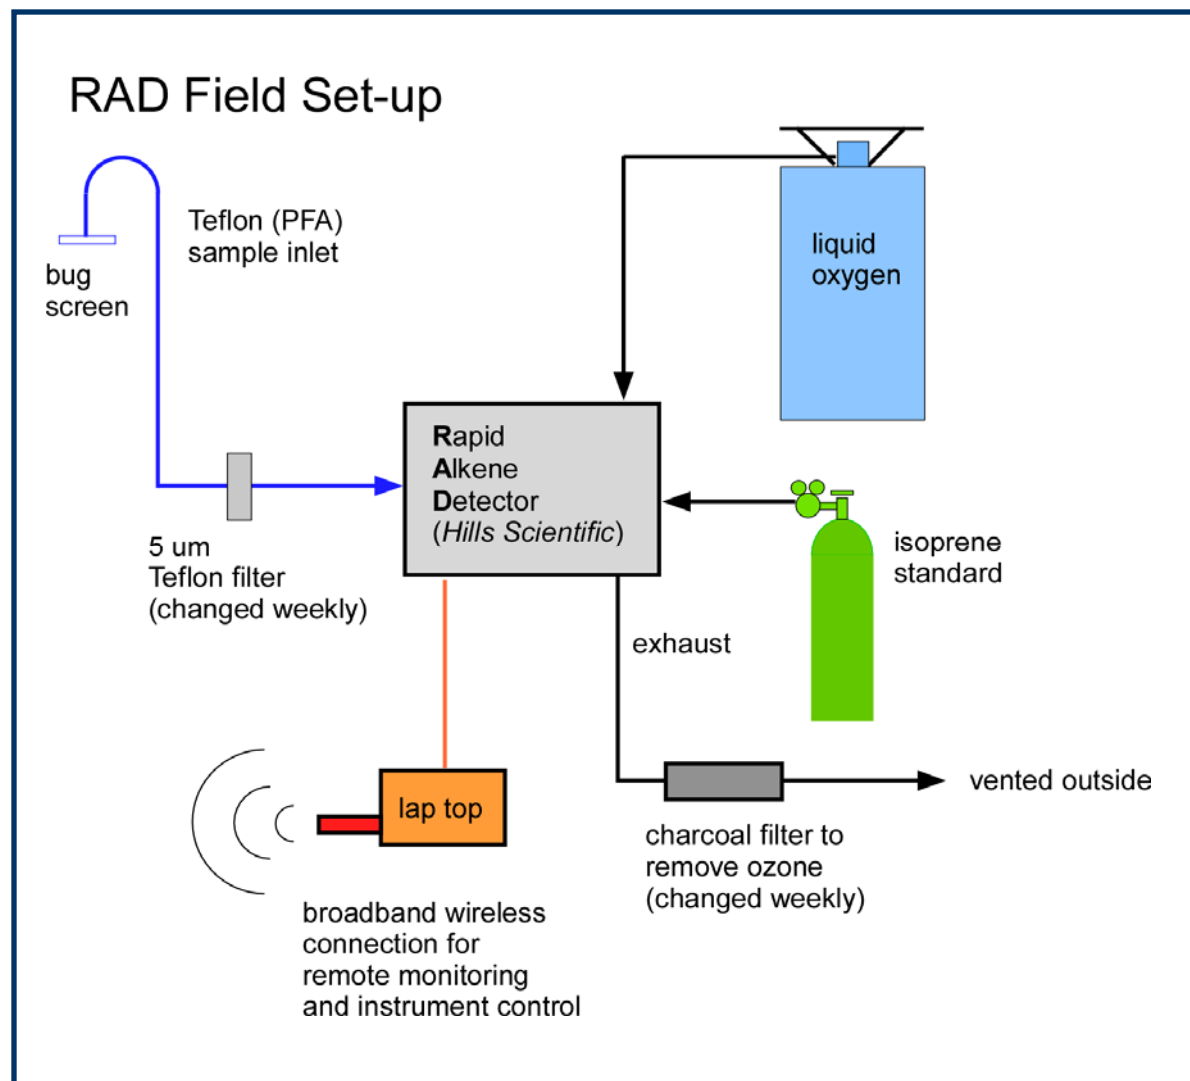 RAD Field Set-up
Teflon (PFA)
sample inlet
bug
screen
liquid
oxygen
Rapid
Alkene
Detector
(Hills Scientific)
5 um
Teflon filter
(changed weekly)
isoprene
standard
exhaust
lap top
vented outside
charcoal filter to
remove ozone
(changed weekly)
broadband wireless
connection for
remote monitoring
and instrument control